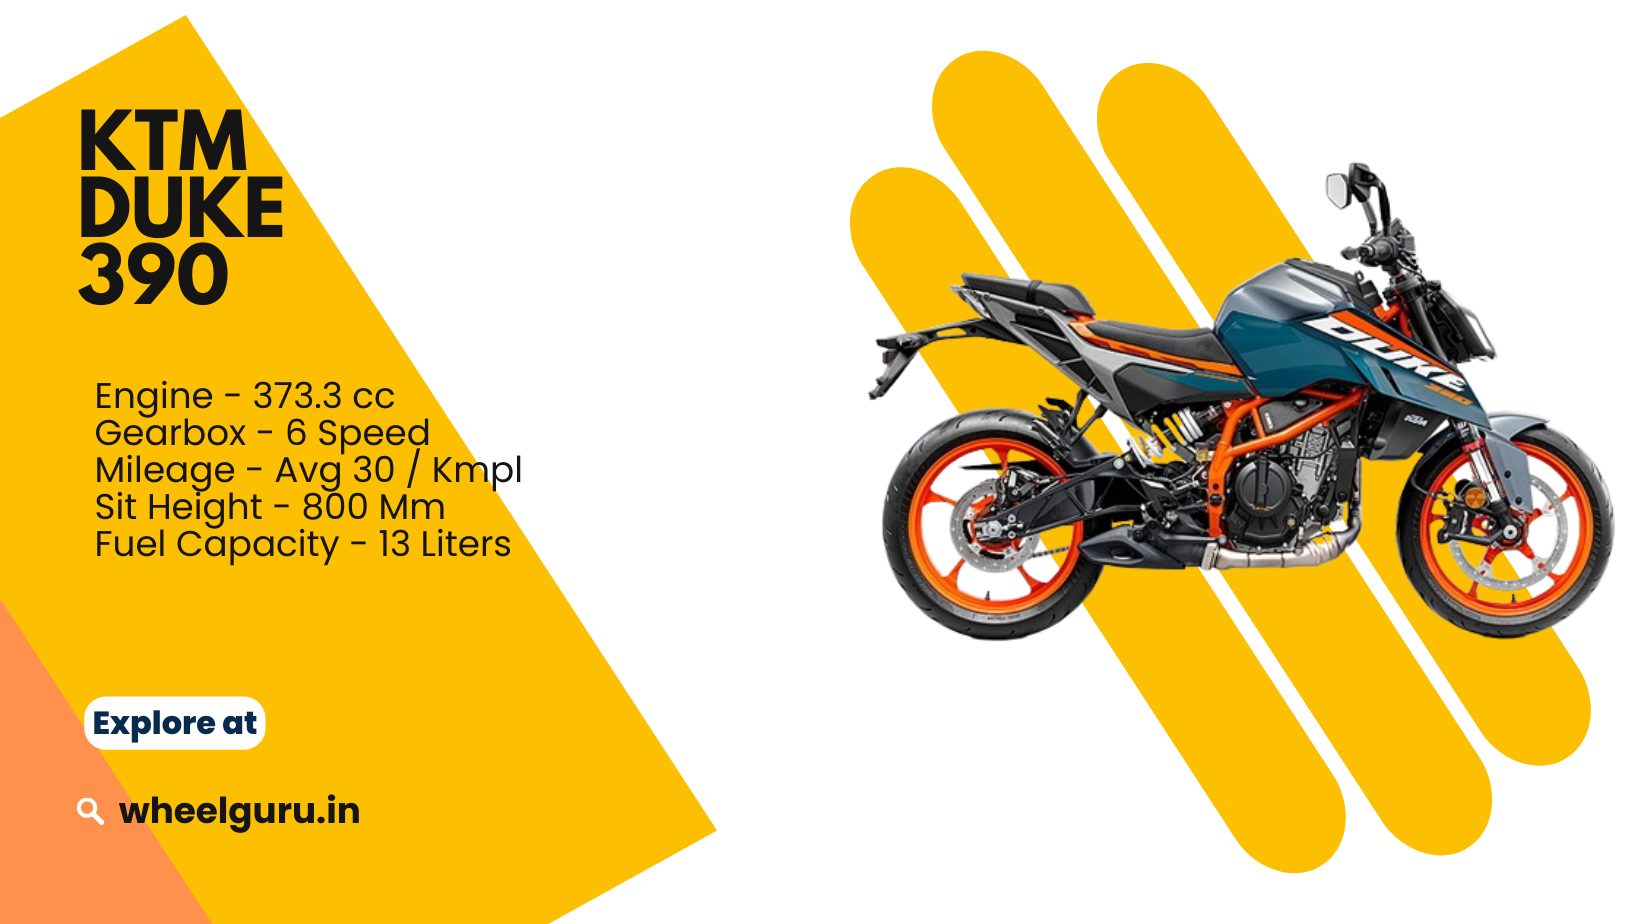 KTM
DUKE
390
Engine - 373.3 cc
Gearbox - 6 Speed
Mileage - Avg 30 / Kmpl
Sit Height - 800 Mm
Fuel Capacity - 13 Liters
Explore at
wheelguru.in
DUKE
KTM